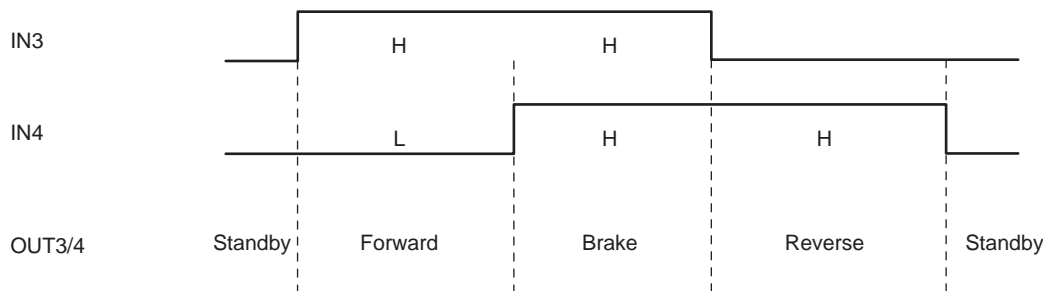 IN3
H H
IN4
L H H
OUT3/4 Standby Forward Brake Reverse Standby